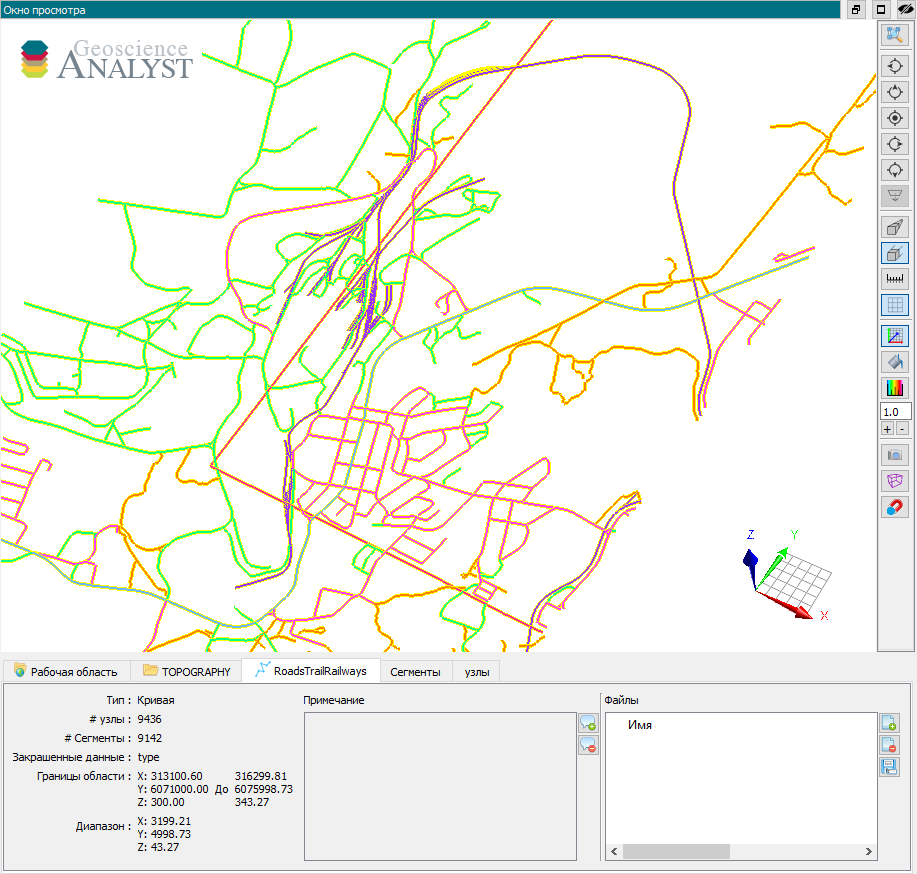 Окно просмотра
Geoscience
ANALYST
1.0
+ -
Z
Y
X
Рабочая область
TOPOGRAPHY
RoadsTrailRailways
Сегменты
узлы
Тип : Кривая
# узлы : 9436
# Сегменты : 9142
Закрашенные данные : type
Границы области : X: 313100.60 316299.81
Y: 6071000.00 До 6075998.73
Z: 300.00 343.27
Диапазон : X: 3199.21
Y: 4998.73
Z: 43.27
Примечание
Файлы
Имя